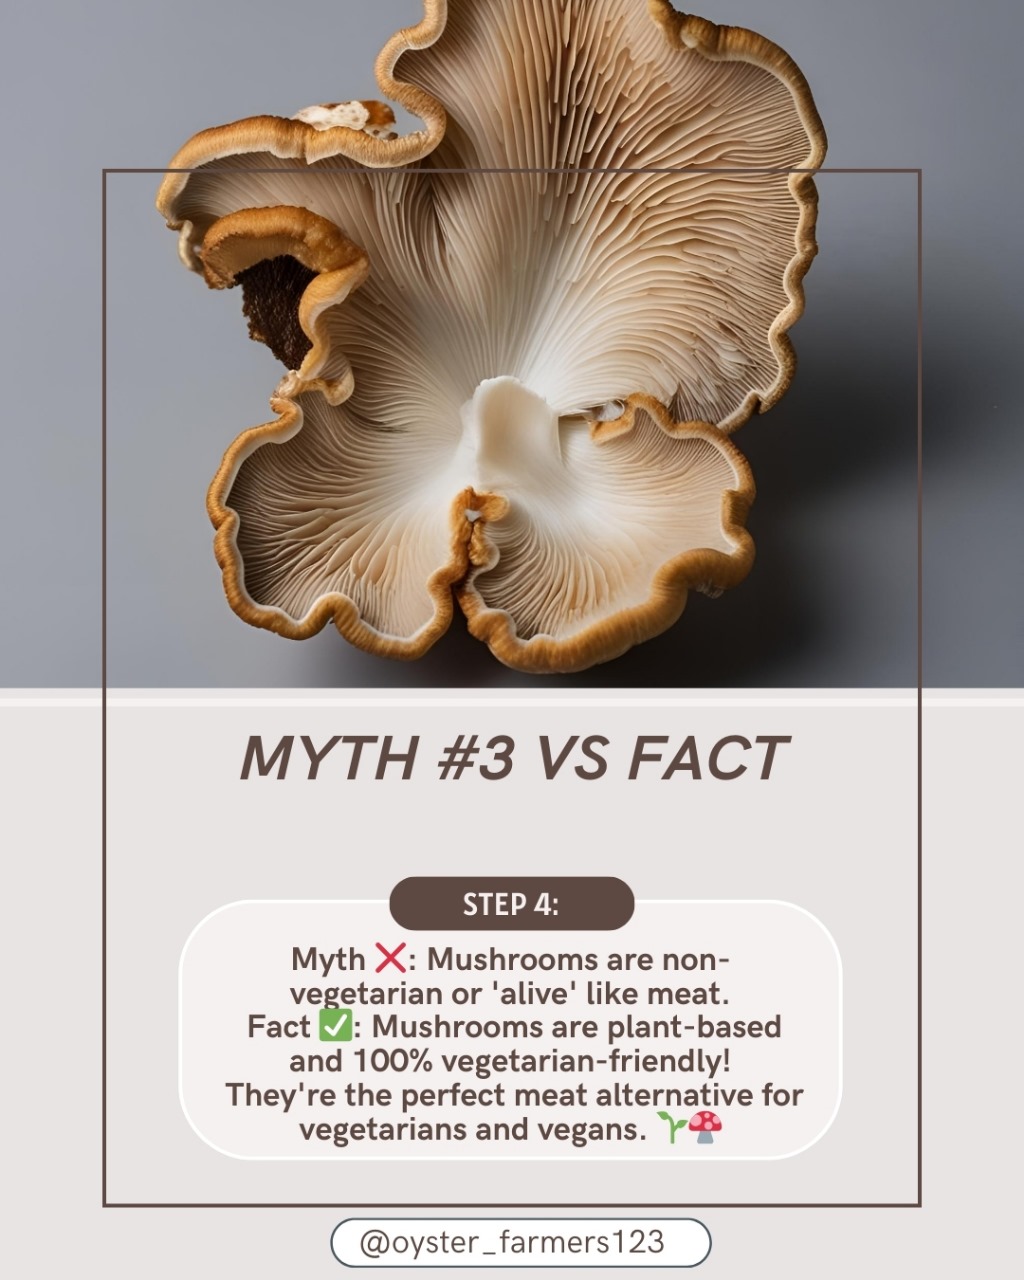 MYTH #3 VS FACT
STEP 4:
Myth ❌: Mushrooms are non-
vegetarian or 'alive' like meat.
Fact ✅: Mushrooms are plant-based
and 100% vegetarian-friendly!
They're the perfect meat alternative for
vegetarians and vegans. 🌱🍄
@oyster_farmers123